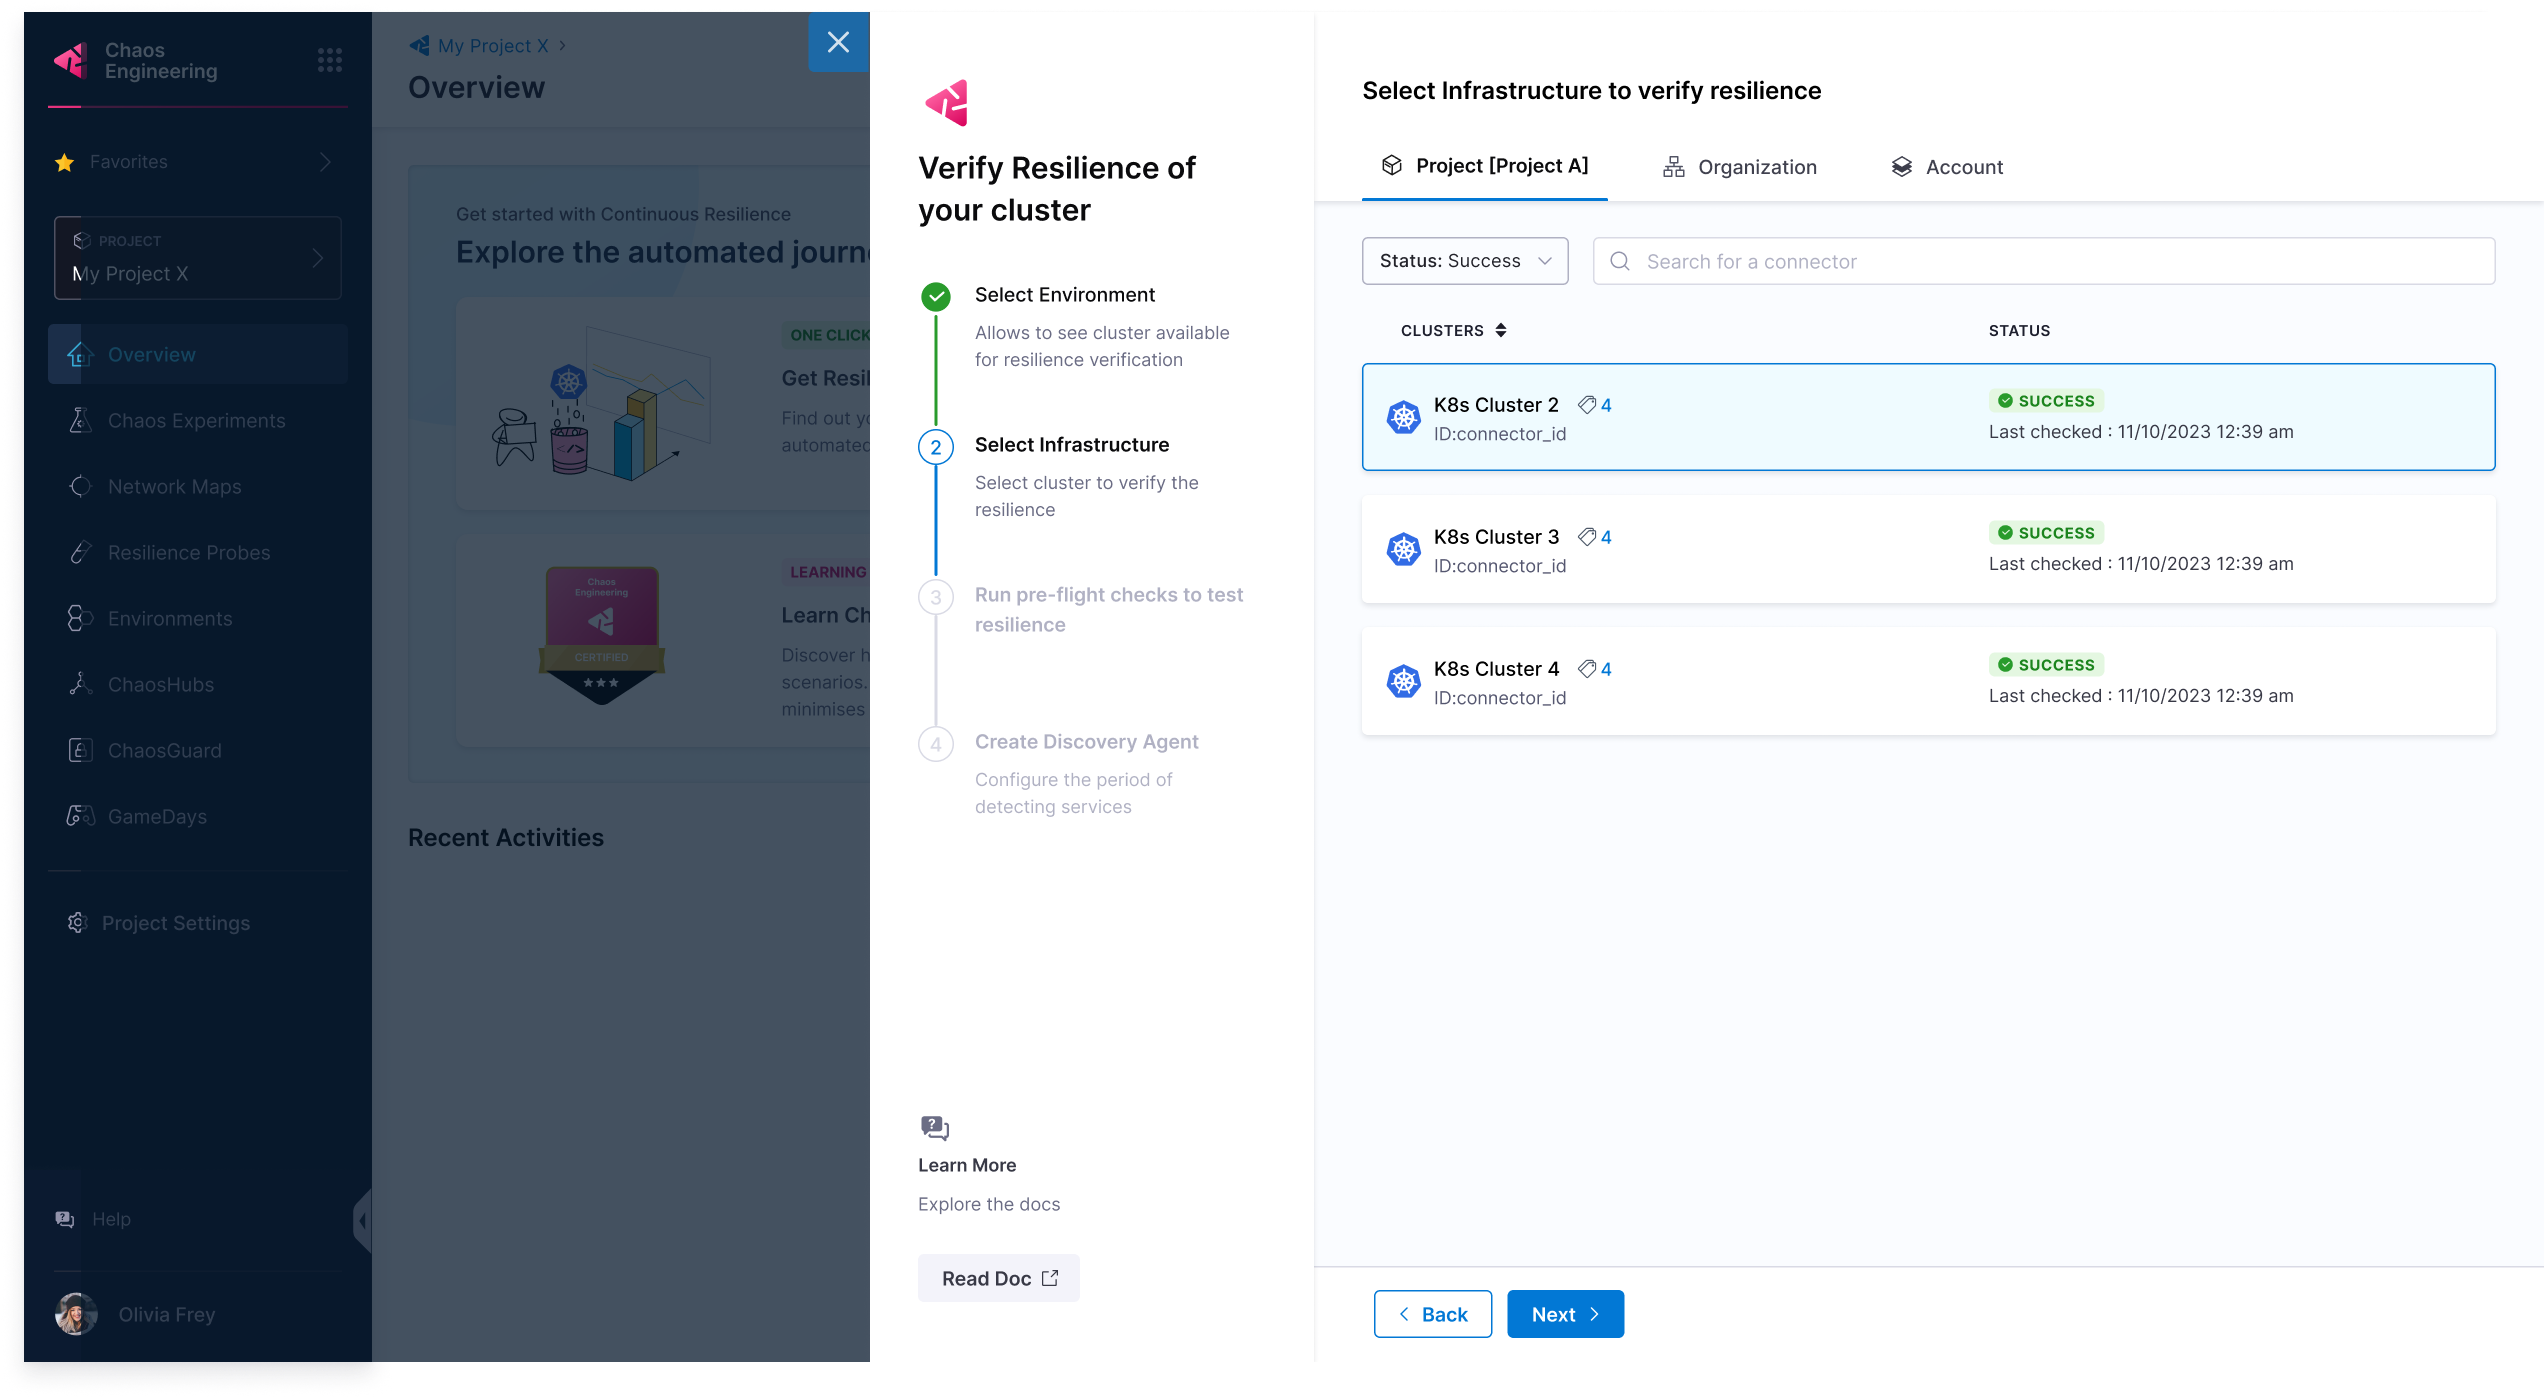 Chaos
Engineering
Favorites
PROJECT
My Project X
Overview
Chaos Experiments
Network Maps
Resilience Probes
Environments
ChaosHubs
ChaosGuard
GameDays
Project Settings
Help
Olivia Frey
My Project X >
Overview
Get started with Continuous Resilience
Explore the automated journ
ONE CLICK
Get Resil
Find out yo
automated
LEARNING
Learn Ch
Discover h
scenarios.
minimises
Chaos
Engineering
CERTIFIED
Recent Activities
Verify Resilience of
your cluster
Select Environment
Allows to see cluster available
for resilience verification
2
Select Infrastructure
Select cluster to verify the
resilience
3
Run pre-flight checks to test
resilience
4
Create Discovery Agent
Configure the period of
detecting services
Learn More
Explore the docs
Read Doc
Select Infrastructure to verify resilience
Project [Project A]
Organization
Account
Status: Success
Search for a connector
CLUSTERS
STATUS
K8s Cluster 2
4
ID:connector_id
SUCCESS
Last checked : 11/10/2023 12:39 am
K8s Cluster 3
4
ID:connector_id
SUCCESS
Last checked : 11/10/2023 12:39 am
K8s Cluster 4
4
ID:connector_id
SUCCESS
Last checked : 11/10/2023 12:39 am
Back
Next